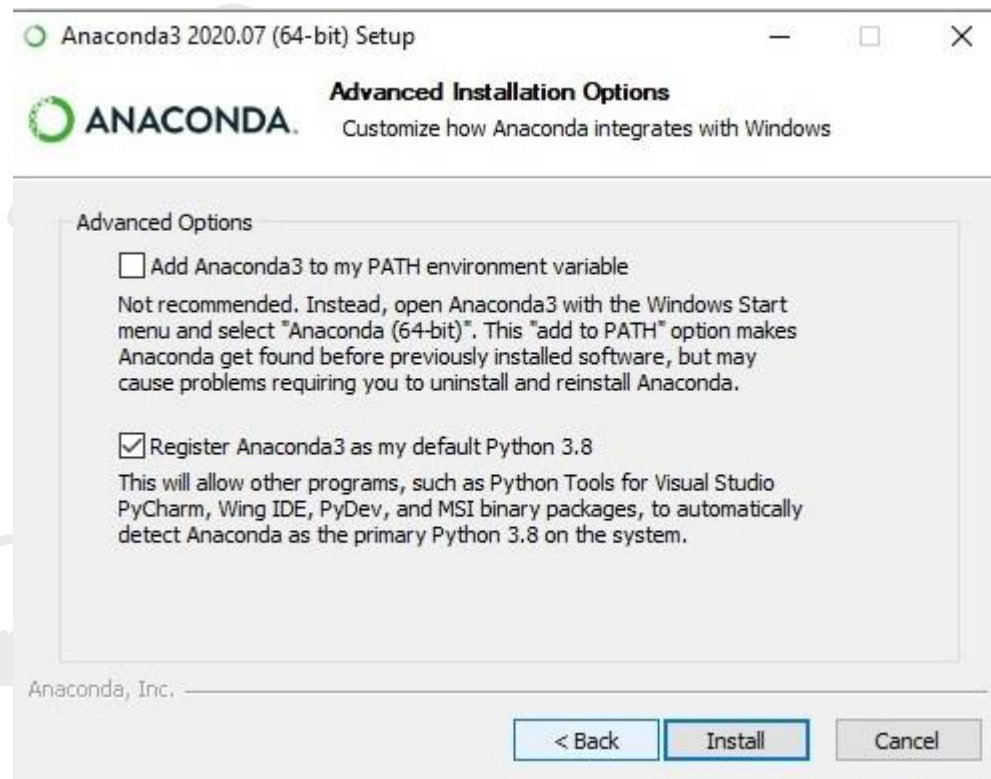 Anaconda3 2020.07 (64-bit) Setup
ANACONDA.
Advanced Installation Options
Customize how Anaconda integrates with Windows
Advanced Options
Add Anaconda3 to my PATH environment variable
Not recommended. Instead, open Anaconda3 with the Windows Start
menu and select "Anaconda (64-bit)". This "add to PATH" option makes
Anaconda get found before previously installed software, but may
cause problems requiring you to uninstall and reinstall Anaconda.
Register Anaconda3 as my default Python 3.8
This will allow other programs, such as Python Tools for Visual Studio
PyCharm, Wing IDE, PyDev, and MSI binary packages, to automatically
detect Anaconda as the primary Python 3.8 on the system.
Anaconda, Inc.
< Back Install Cancel